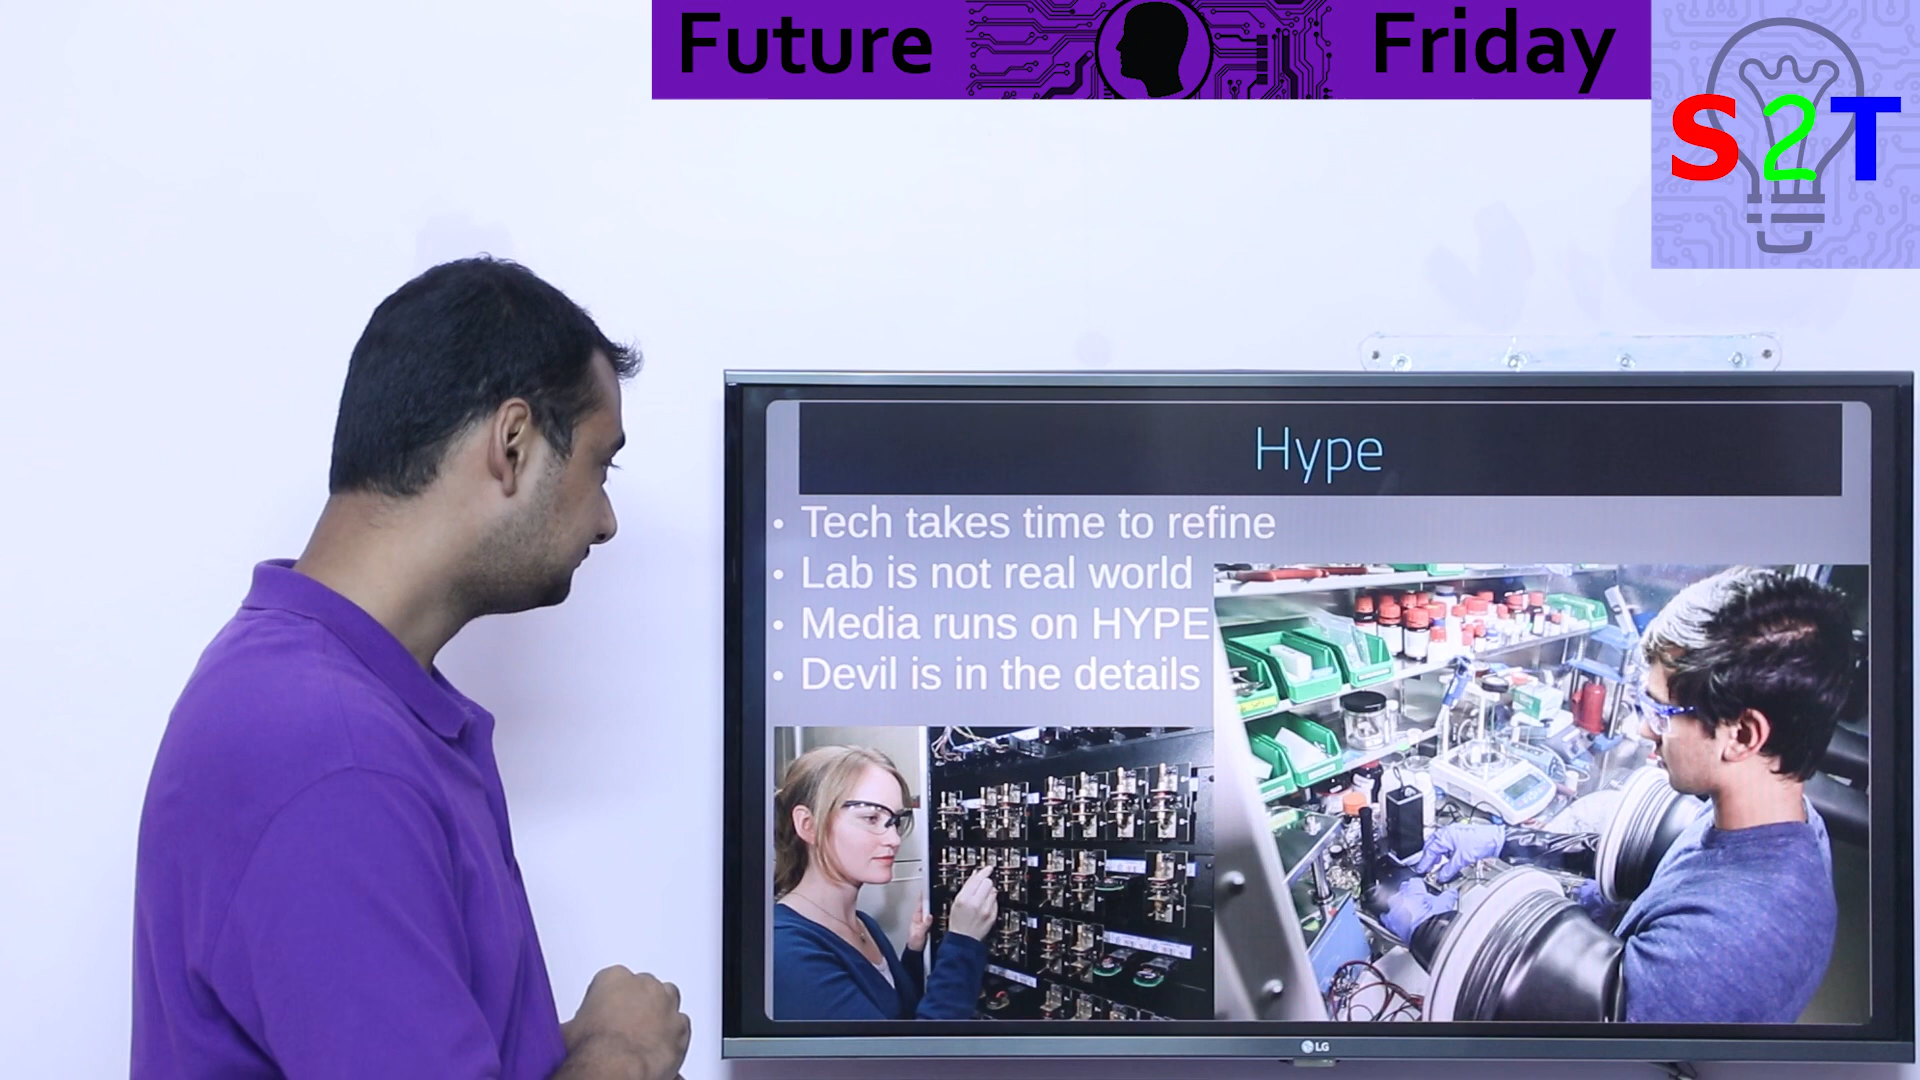 Future Friday
S2T
Hype
• Tech takes time to refine
• Lab is not real world
• Media runs on HYPE
• Devil is in the details
LG